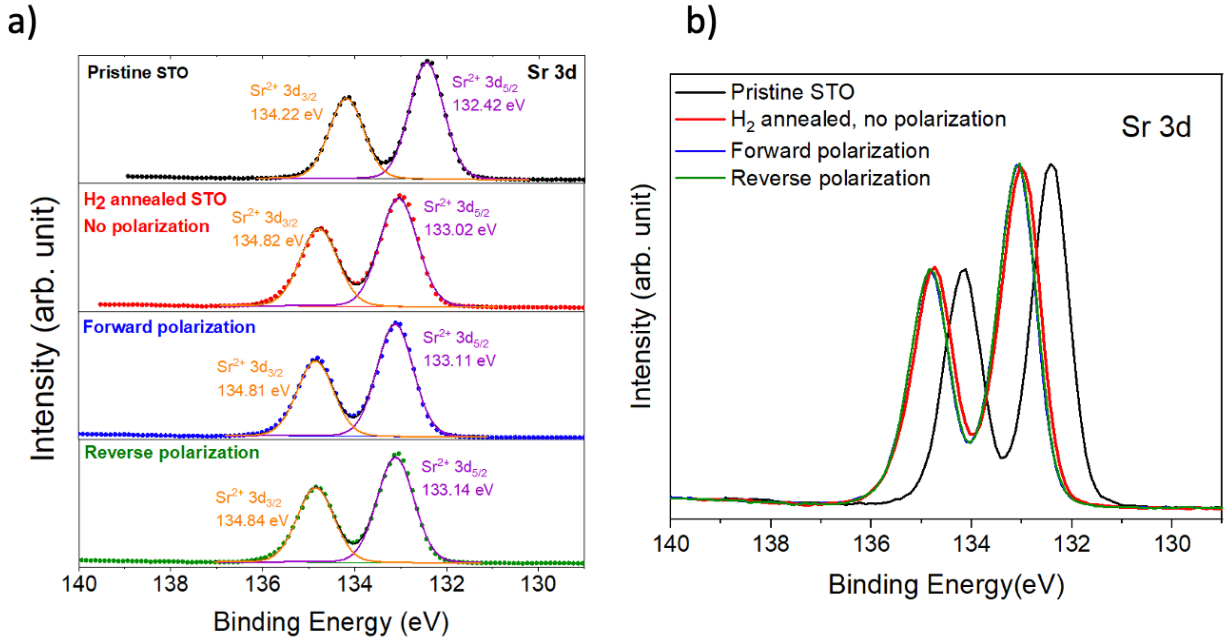 a)
Pristine STO
Sr 3d
Sr²⁺ 3d₃/₂
134.22 eV
Sr²⁺ 3d₅/₂
132.42 eV
H₂ annealed STO
No polarization
Sr²⁺ 3d₃/₂
134.82 eV
Sr²⁺ 3d₅/₂
133.02 eV
Forward polarization
Sr²⁺ 3d₃/₂
134.81 eV
Sr²⁺ 3d₅/₂
133.11 eV
Reverse polarization
Sr²⁺ 3d₃/₂
134.84 eV
Sr²⁺ 3d₅/₂
133.14 eV
Intensity (arb. unit)
140 138 136 134 132 130
Binding Energy (eV)
b)
Pristine STO
H₂ annealed, no polarization
Forward polarization
Reverse polarization
Sr 3d
Intensity (arb. unit)
140 138 136 134 132 130
Binding Energy(eV)